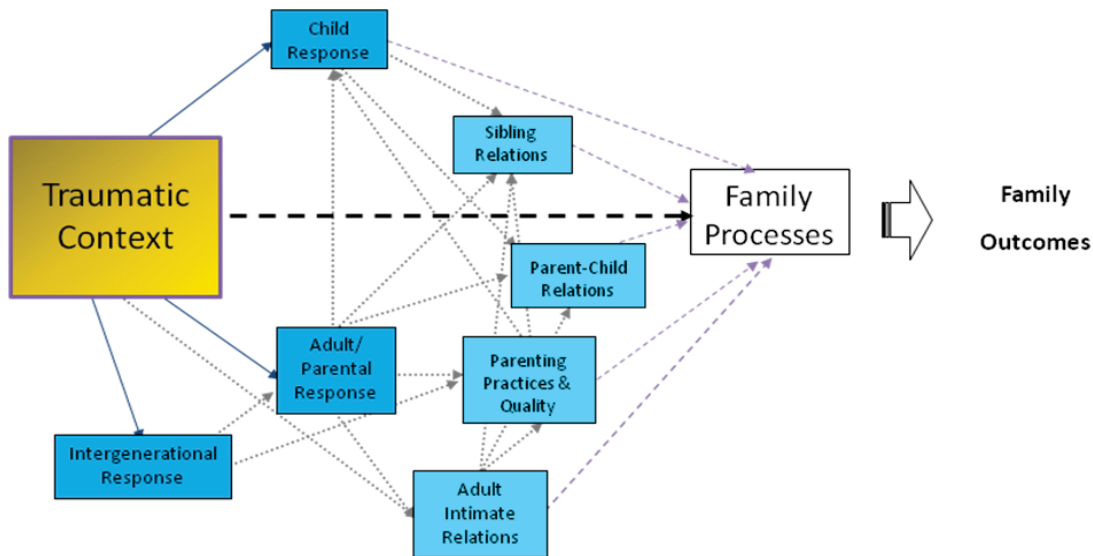 Child
Response
Sibling
Relations
Traumatic
Context
Family
Processes
Family
Outcomes
Parent-Child
Relations
Adult/
Parental
Response
Parenting
Practices &
Quality
Intergenerational
Response
Adult
Intimate
Relations